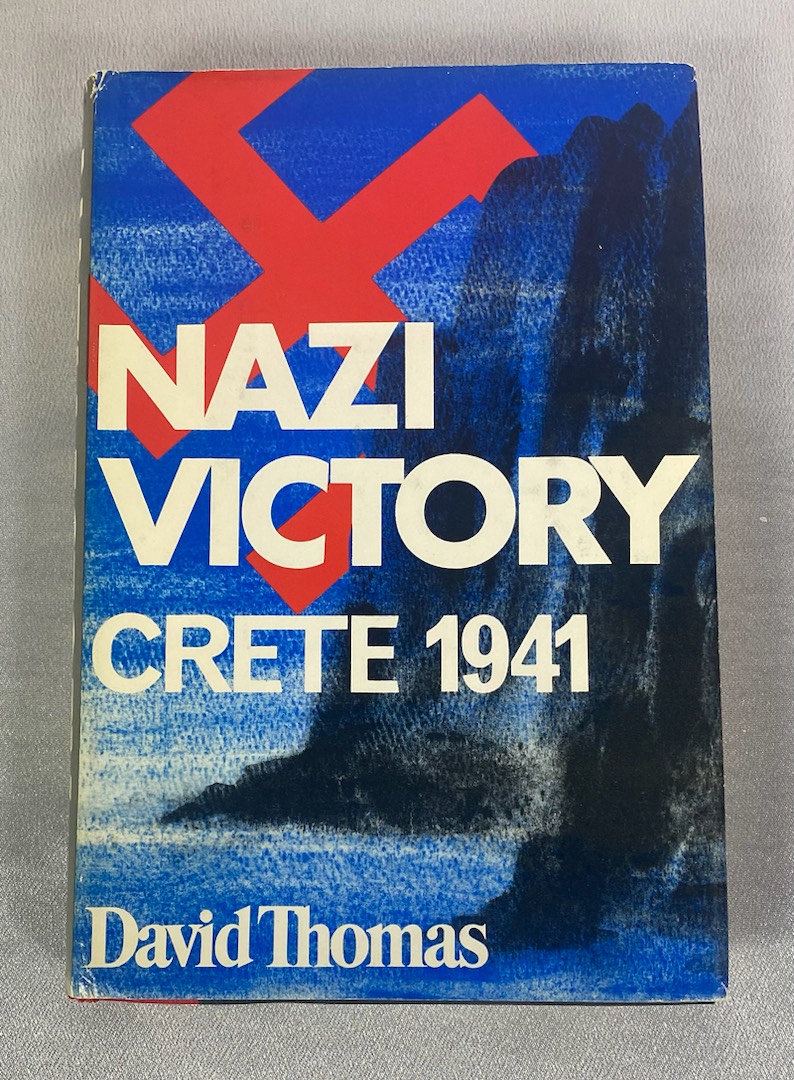 NAZI
VICTORY
CRETE 1941
David Thomas